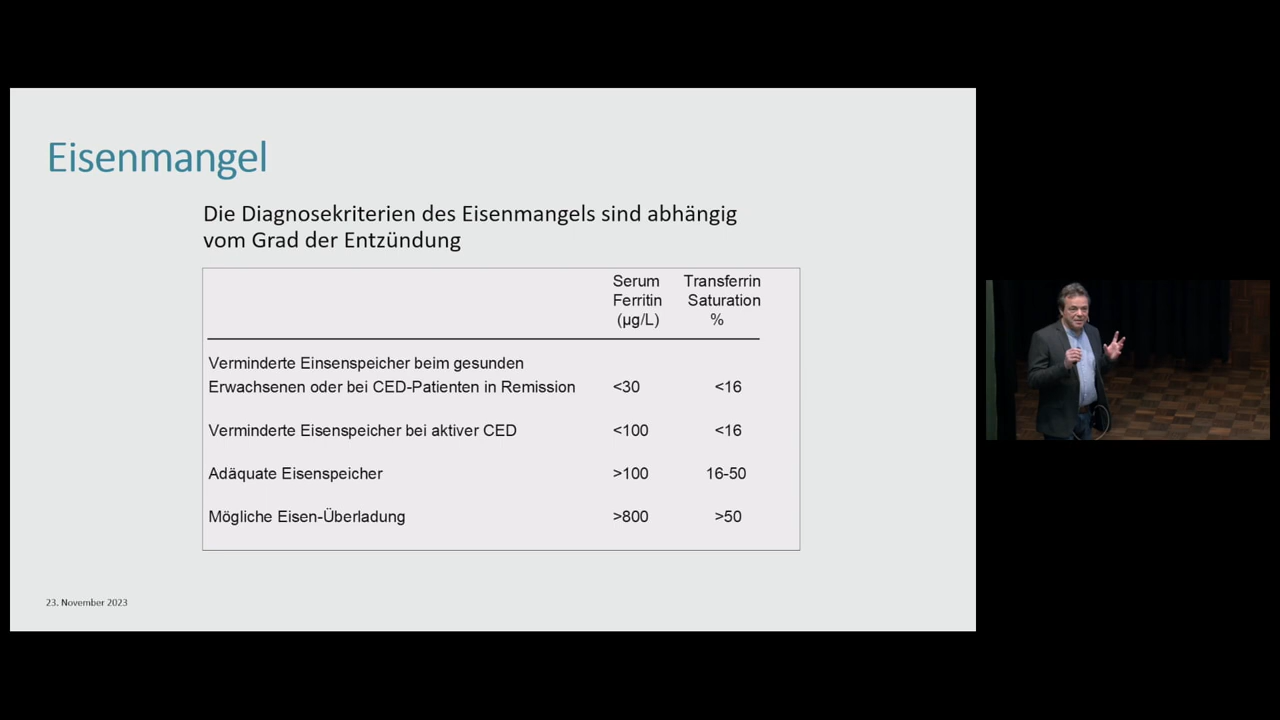 Eisenmangel
Die Diagnosekriterien des Eisenmangels sind abhängig
vom Grad der Entzündung
Serum Transferrin
Ferritin Saturation
(µg/L) %
Verminderte Einsenspeicher beim gesunden
Erwachsenen oder bei CED-Patienten in Remission <30 <16
Verminderte Eisenspeicher bei aktiver CED <100 <16
Adäquate Eisenspeicher >100 16-50
Mögliche Eisen-Überladung >800 >50
23. November 2023